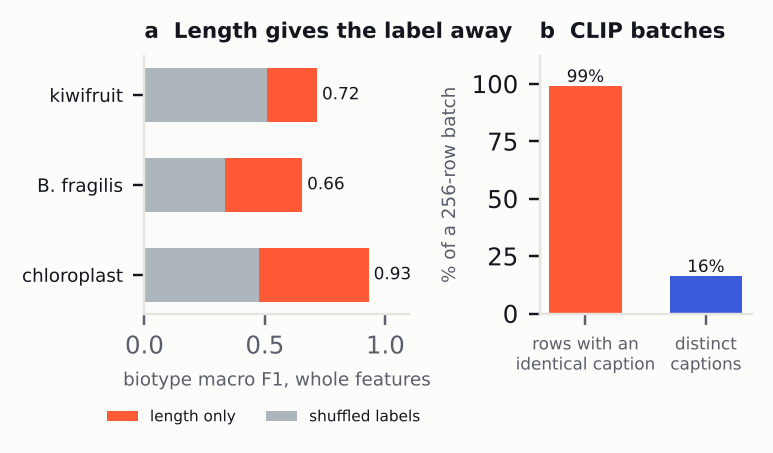 a Length gives the label away
kiwifruit
0.72
B. fragilis
0.66
chloroplast
0.93
0.0 0.5 1.0
biotype macro F1, whole features
length only shuffled labels
b CLIP batches
% of a 256-row batch
100
75
50
25
0
99%
16%
rows with an
identical caption
distinct
captions